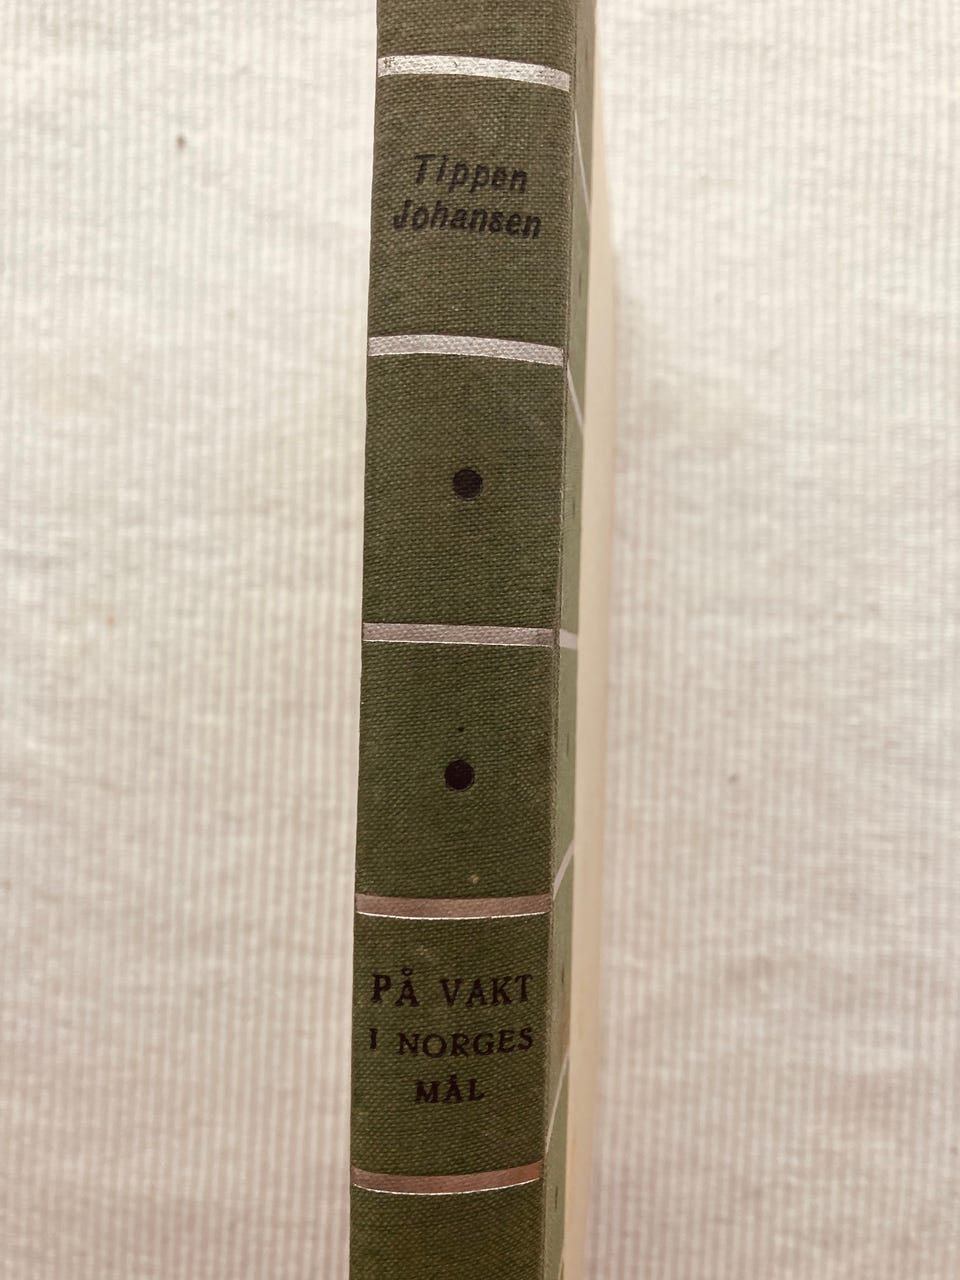 Tippen
Johansen
PÅ VAKT
I NORGES
MÅL